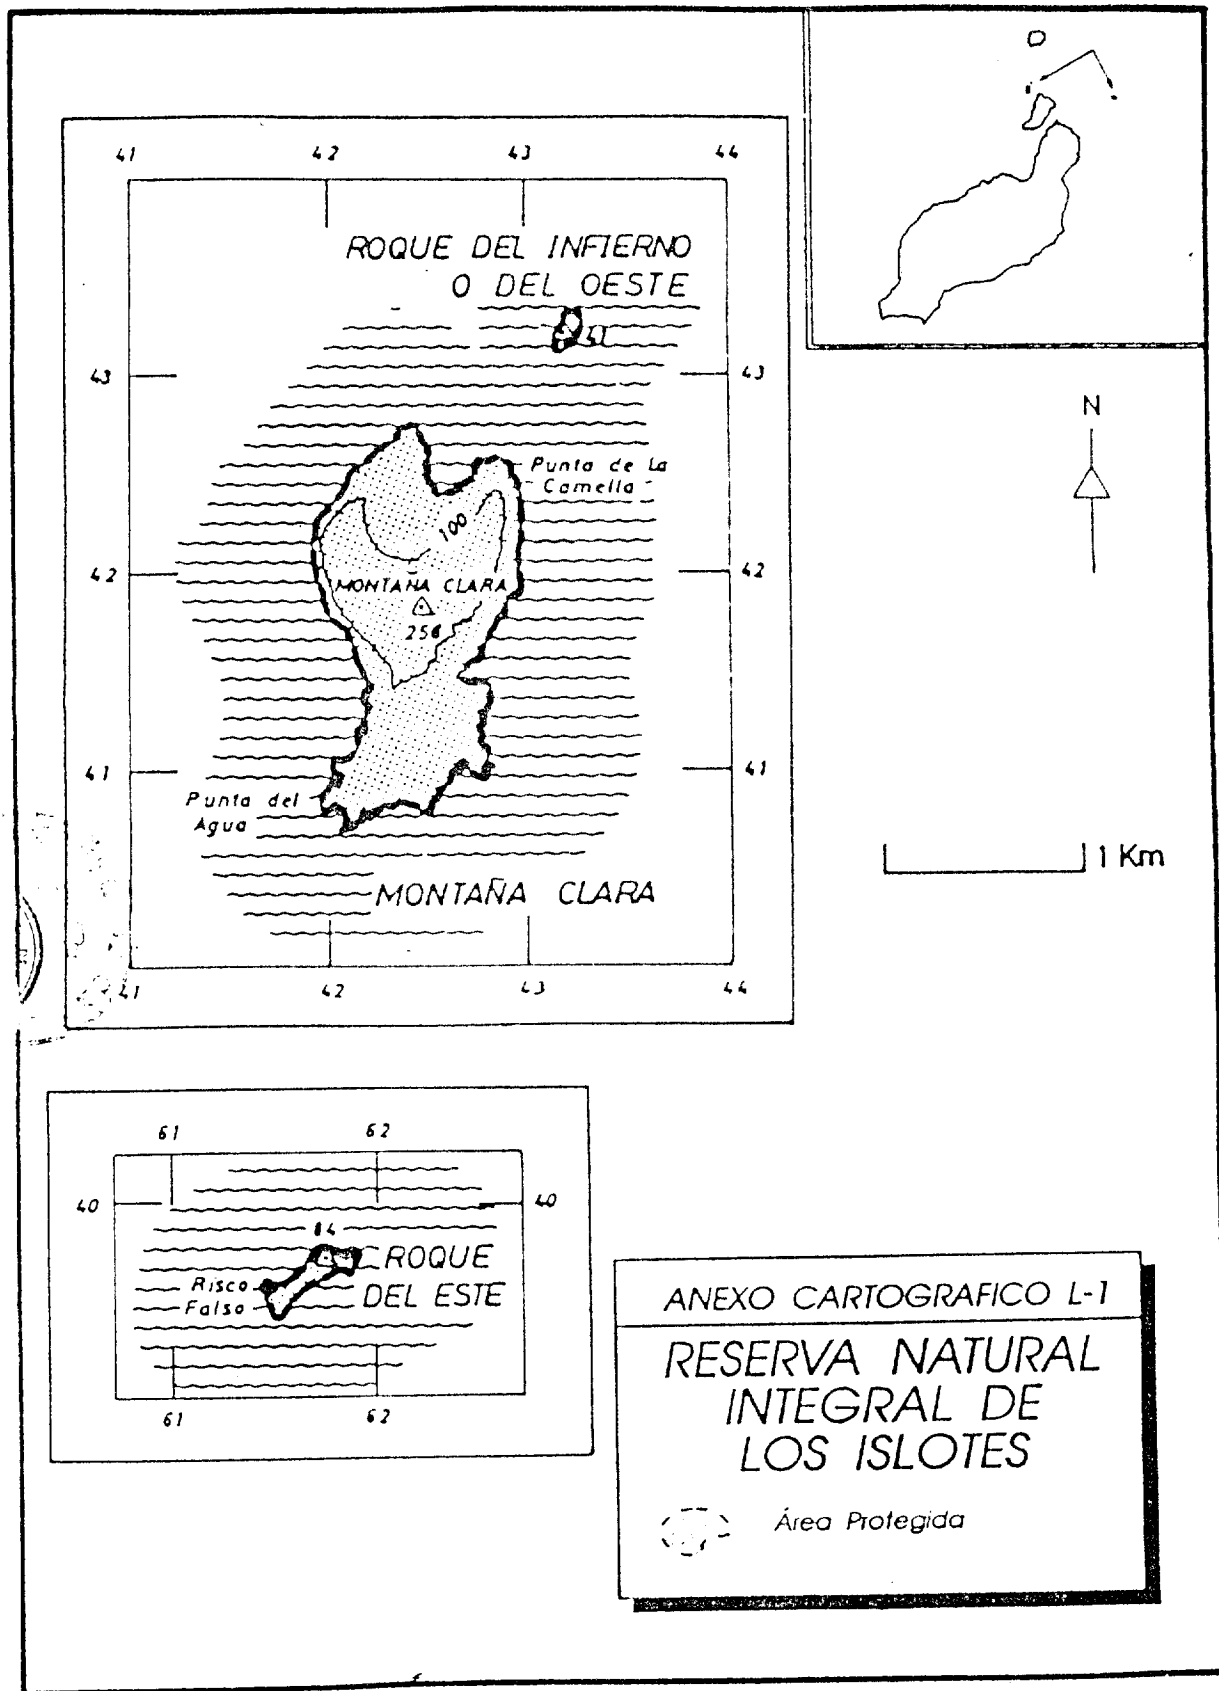 41 42 43 44
ROQUE DEL INFIERNO
O DEL OESTE
41
43 43
Punta de La
Camella
100
42 42
MONTAÑA CLARA
256
41 41
Punta del
Agua
MONTAÑA CLARA
41 42 43 44
N
1 Km
61 62
40 40
84
ROQUE
DEL ESTE
Risco
Falso
61 62
ANEXO CARTOGRAFICO L-1
RESERVA NATURAL
INTEGRAL DE
LOS ISLOTES
Área Protegida